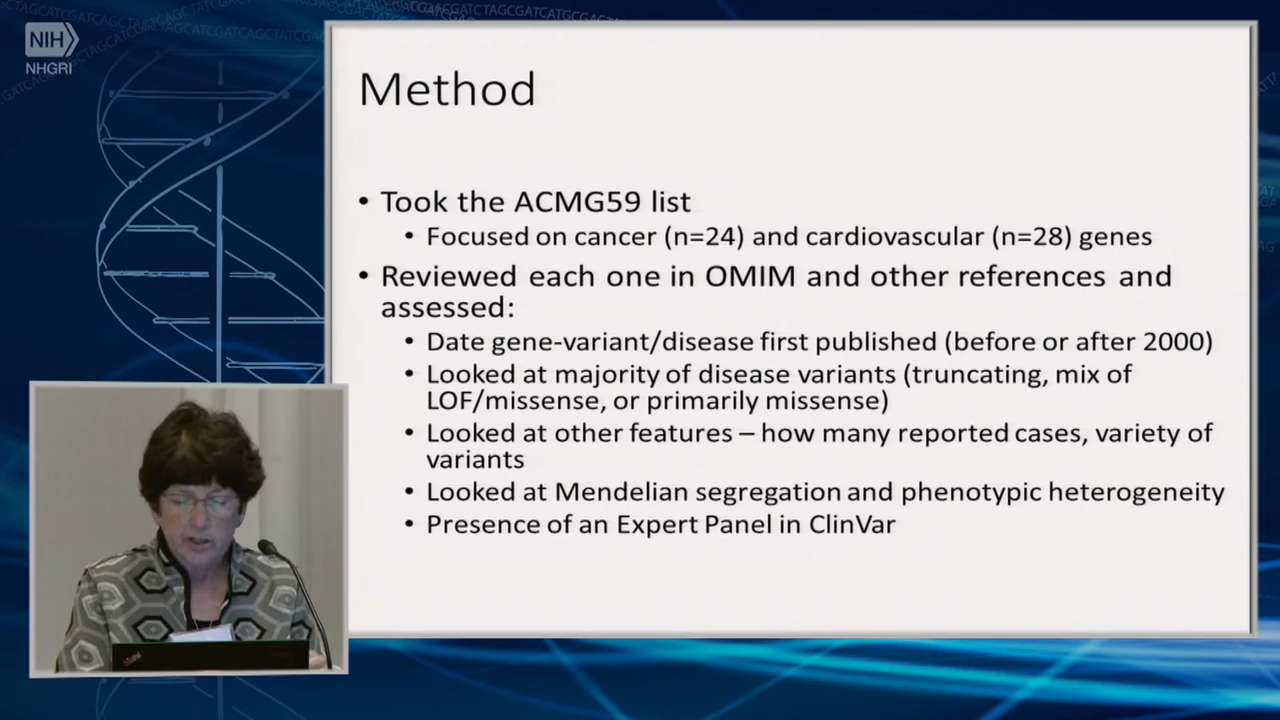 NIH
NHGRI
Method
• Took the ACMG59 list
• Focused on cancer (n=24) and cardiovascular (n=28) genes
• Reviewed each one in OMIM and other references and
assessed:
• Date gene-variant/disease first published (before or after 2000)
• Looked at majority of disease variants (truncating, mix of
LOF/missense, or primarily missense)
• Looked at other features – how many reported cases, variety of
variants
• Looked at Mendelian segregation and phenotypic heterogeneity
• Presence of an Expert Panel in ClinVar